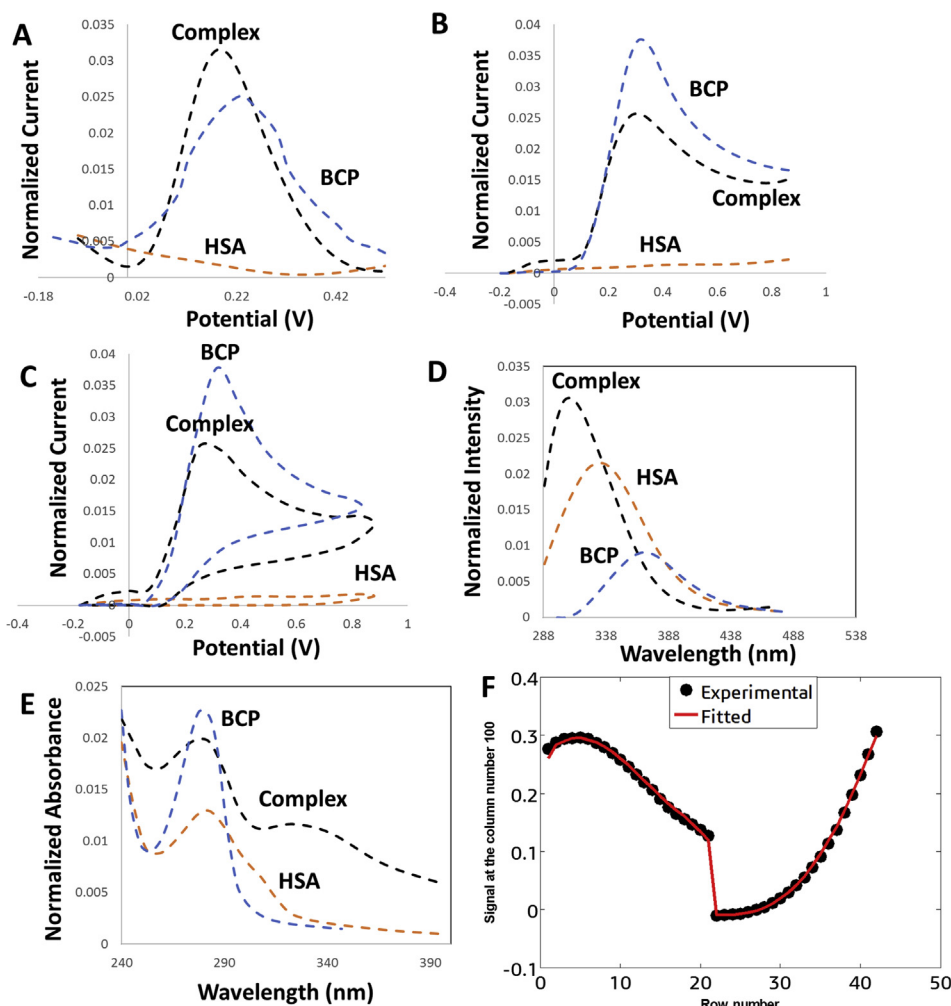 A
Normalized Current
0.035
0.03
0.025
0.02
0.015
0.01
0.005
0
-0.18
0.02
0.22
0.42
Potential (V)
Complex
BCP
HSA
B
Normalized Current
0.04
0.035
0.03
0.025
0.02
0.015
0.01
0.005
0
-0.005
-0.4
-0.2
0
0.2
0.4
0.6
0.8
1
Potential (V)
BCP
Complex
HSA
C
Normalized Current
0.04
0.035
0.03
0.025
0.02
0.015
0.01
0.005
0
-0.005
-0.4
-0.2
0
0.2
0.4
0.6
0.8
1
Potential (V)
BCP
Complex
HSA
D
Normalized Intensity
0.035
0.03
0.025
0.02
0.015
0.01
0.005
0
288
338
388
438
488
538
Wavelength (nm)
Complex
HSA
BCP
E
Normalized Absorbance
0.025
0.02
0.015
0.01
0.005
0
240
290
340
390
Wavelength (nm)
BCP
Complex
HSA
F
Signal at the column number 100
0.4
0.3
0.2
0.1
0
-0.1
0
10
20
30
40
50
Row number
Experimental
Fitted